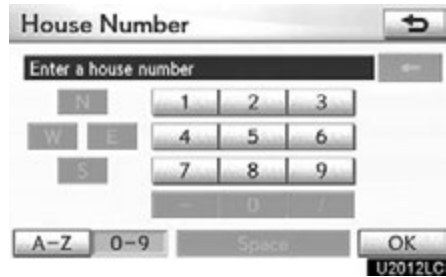 House Number
Enter a house number
N 1 2 3
W E 4 5 6
S 7 8 9
- 0 /
A-Z 0-9 Space OK
U2012LC